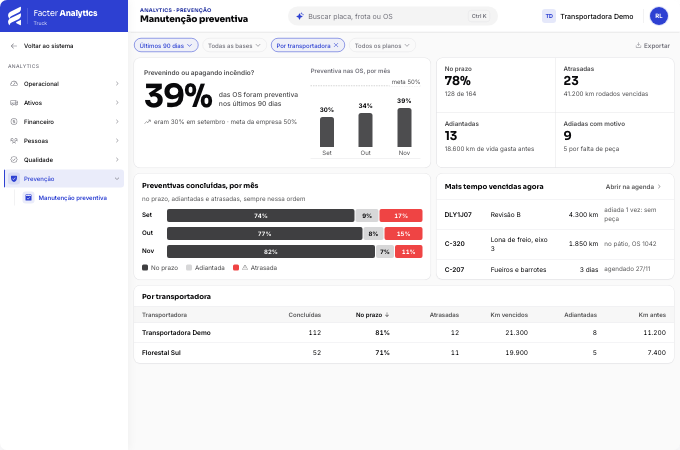 Facter Analytics
Truck
Voltar ao sistema
ANALYTICS
Operacional
Ativos
Financeiro
Pessoas
Qualidade
Prevenção
Manutenção preventiva
ANALYTICS · PREVENÇÃO
Manutenção preventiva
Buscar placa, frota ou OS
Ctrl K
TD
Transportadora Demo
RL
Últimos 90 dias
Todas as bases
Por transportadora
Todos os planos
Exportar
Prevenindo ou apagando incêndio?
39%
das OS foram preventiva
nos últimos 90 dias
eram 30% em setembro · meta da empresa 50%
Preventiva nas OS, por mês
meta 50%
30%
34%
39%
Set
Out
Nov
No prazo
78%
128 de 164
Atrasadas
23
41.200 km rodados vencidas
Adiantadas
13
18.600 km de vida gasta antes
Adiadas com motivo
9
5 por falta de peça
Preventivas concluídas, por mês
no prazo, adiantadas e atrasadas, sempre nessa ordem
Set 74% 9% 17%
Out 77% 8% 15%
Nov 82% 7% 11%
No prazo
Adiantada
Atrasada
Mais tempo vencidas agora
Abrir na agenda
DLY1J07 Revisão B 4.300 km adiada 1 vez: sem
peça
C-320 Lona de freio, eixo
3 1.850 km no pátio, OS 1042
C-207 Fueiros e barrotes 3 dias agendado 27/11
Por transportadora
Transportadora Concluídas No prazo ↓ Atrasadas Km vencidos Adiantadas Km antes
Transportadora Demo 112 81% 12 21.300 8 11.200
Florestal Sul 52 71% 11 19.900 5 7.400